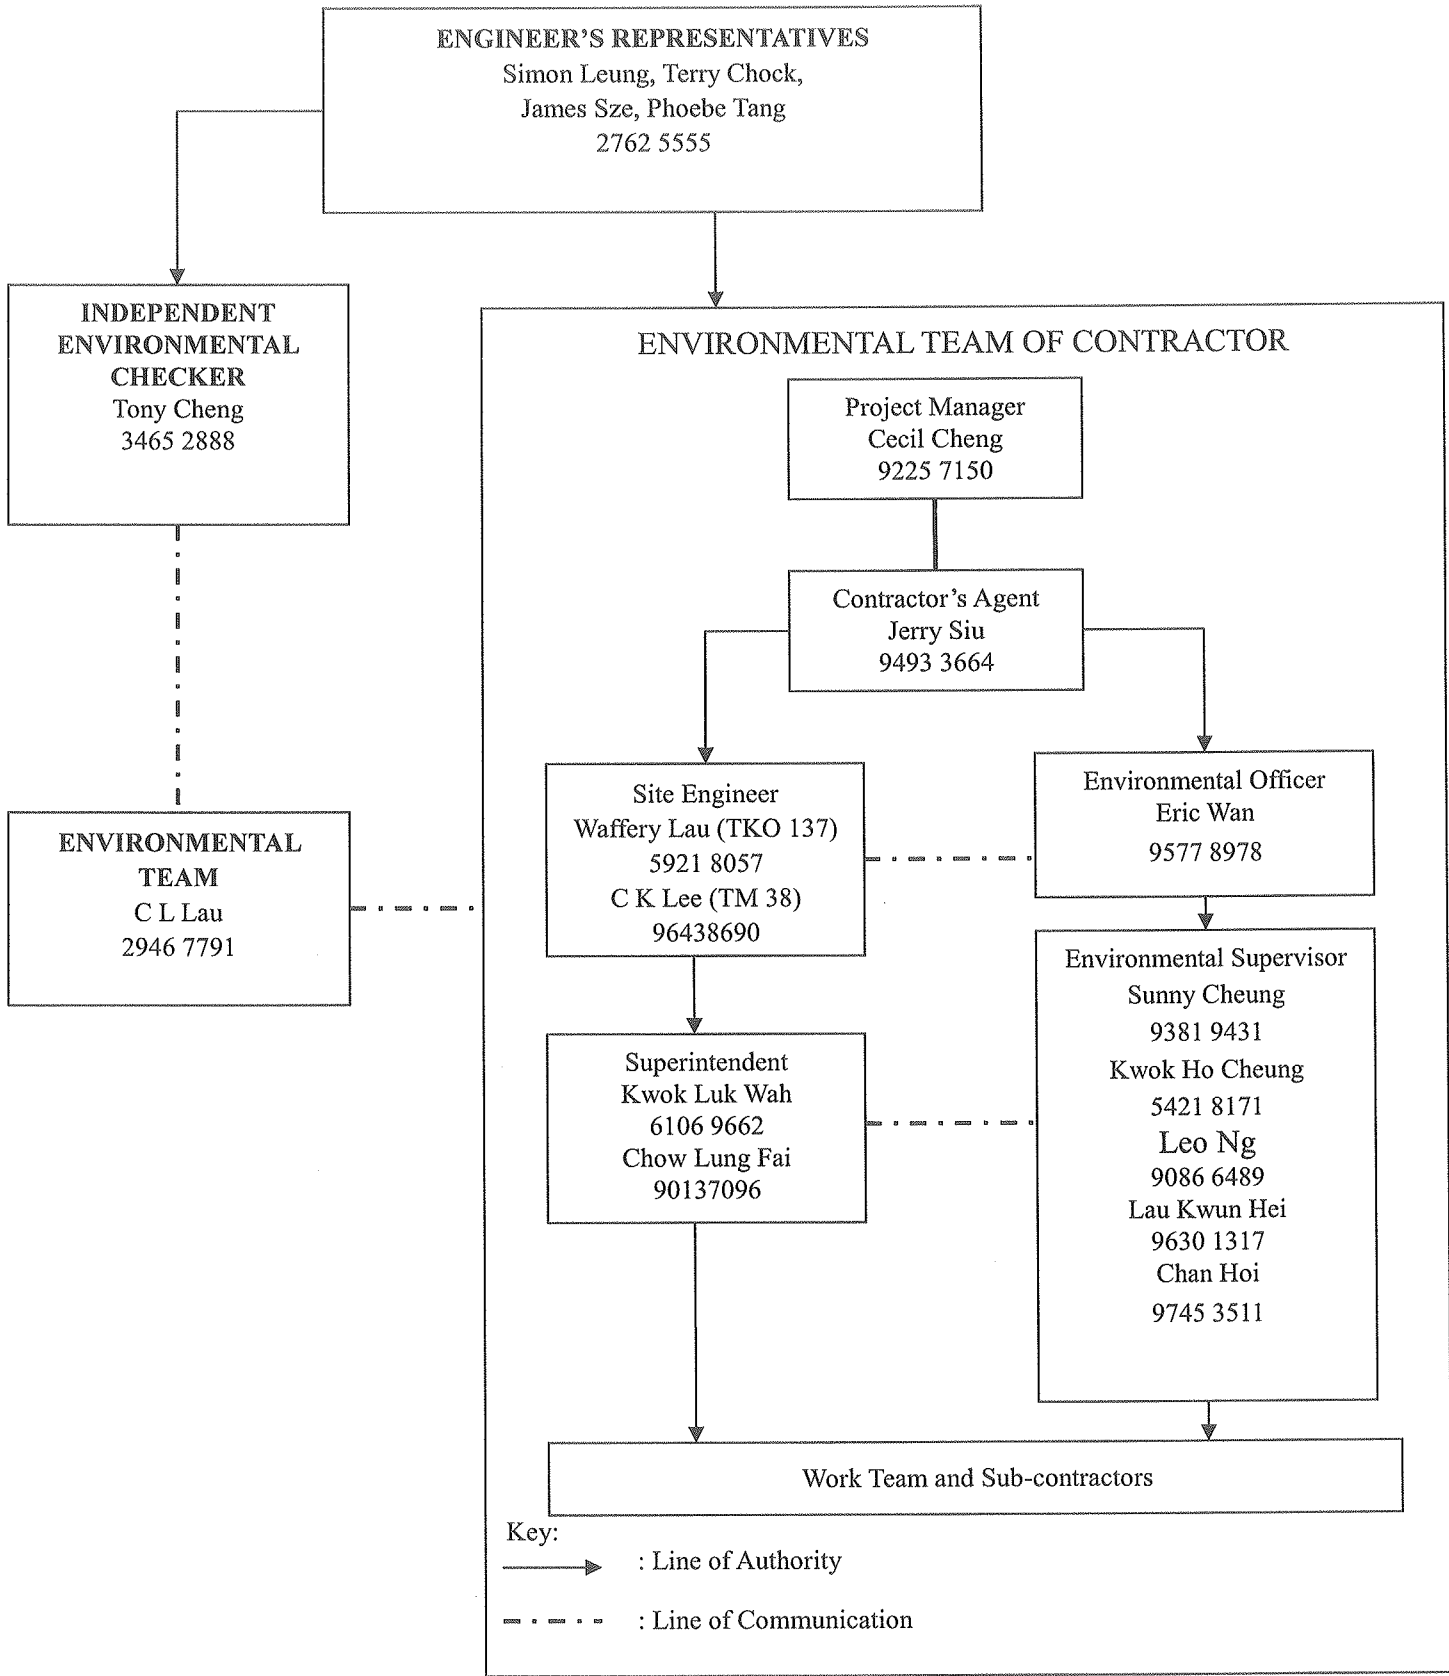 ENGINEER'S REPRESENTATIVES
Simon Leung, Terry Chock,
James Sze, Phoebe Tang
2762 5555
INDEPENDENT
ENVIRONMENTAL
CHECKER
Tony Cheng
3465 2888
ENVIRONMENTAL
TEAM
C L Lau
2946 7791
ENVIRONMENTAL TEAM OF CONTRACTOR
Project Manager
Cecil Cheng
9225 7150
Contractor's Agent
Jerry Siu
9493 3664
Site Engineer
Waffery Lau (TKO 137)
5921 8057
C K Lee (TM 38)
96438690
Environmental Officer
Eric Wan
9577 8978
Superintendent
Kwok Luk Wah
6106 9662
Chow Lung Fai
90137096
Environmental Supervisor
Sunny Cheung
9381 9431
Kwok Ho Cheung
5421 8171
Leo Ng
9086 6489
Lau Kwun Hei
9630 1317
Chan Hoi
9745 3511
Work Team and Sub-contractors
Key:
: Line of Authority
: Line of Communication